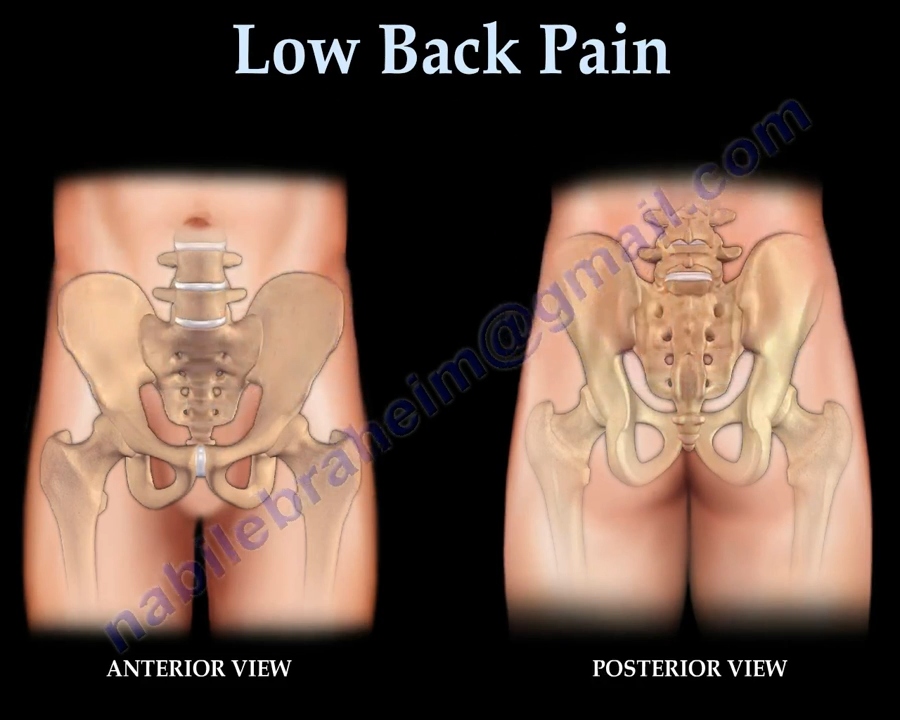 Low Back Pain
nabilebraheim@gmail.com
ANTERIOR VIEW
POSTERIOR VIEW